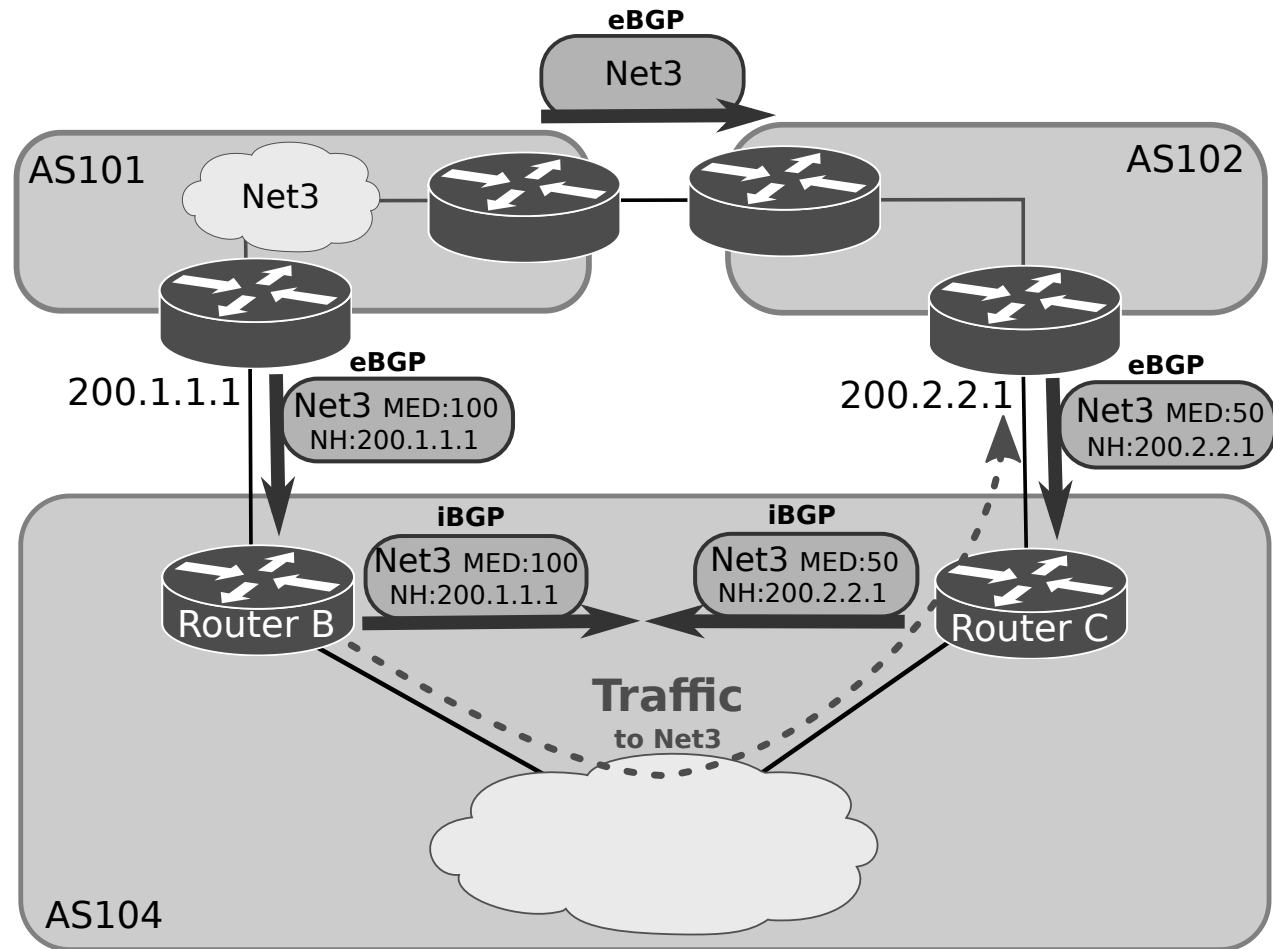 eBGP
Net3
AS101
AS102
Net3
200.1.1.1
eBGP
Net3 MED:100
NH:200.1.1.1
200.2.2.1
eBGP
Net3 MED:50
NH:200.2.2.1
iBGP
Net3 MED:100
NH:200.1.1.1
iBGP
Net3 MED:50
NH:200.2.2.1
Router B
Router C
Traffic
to Net3
AS104